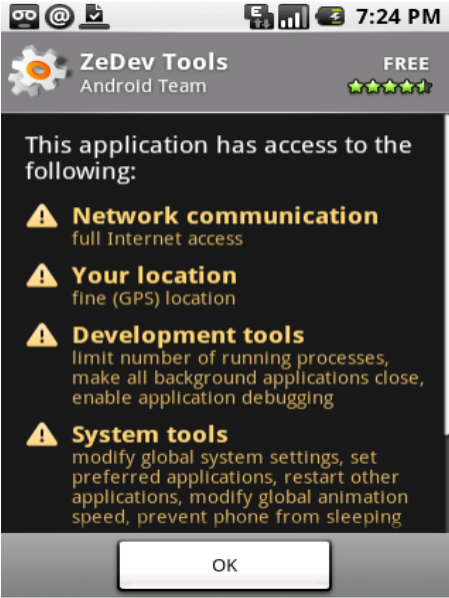 7:24 PM
ZeDev Tools
FREE
Android Team
This application has access to the
following:
Network communication
full Internet access
Your location
fine (GPS) location
Development tools
limit number of running processes,
make all background applications close,
enable application debugging
System tools
modify global system settings, set
preferred applications, restart other
applications, modify global animation
speed, prevent phone from sleeping
OK